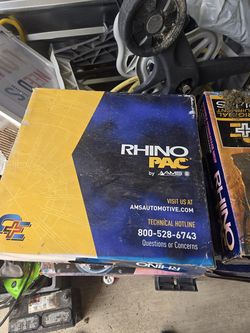 RHINO
PAC
by AMS
VISIT US AT
AMSAUTOMOTIVE.COM
TECHNICAL HOTLINE
800-528-6743
Questions or Concerns
RHINO